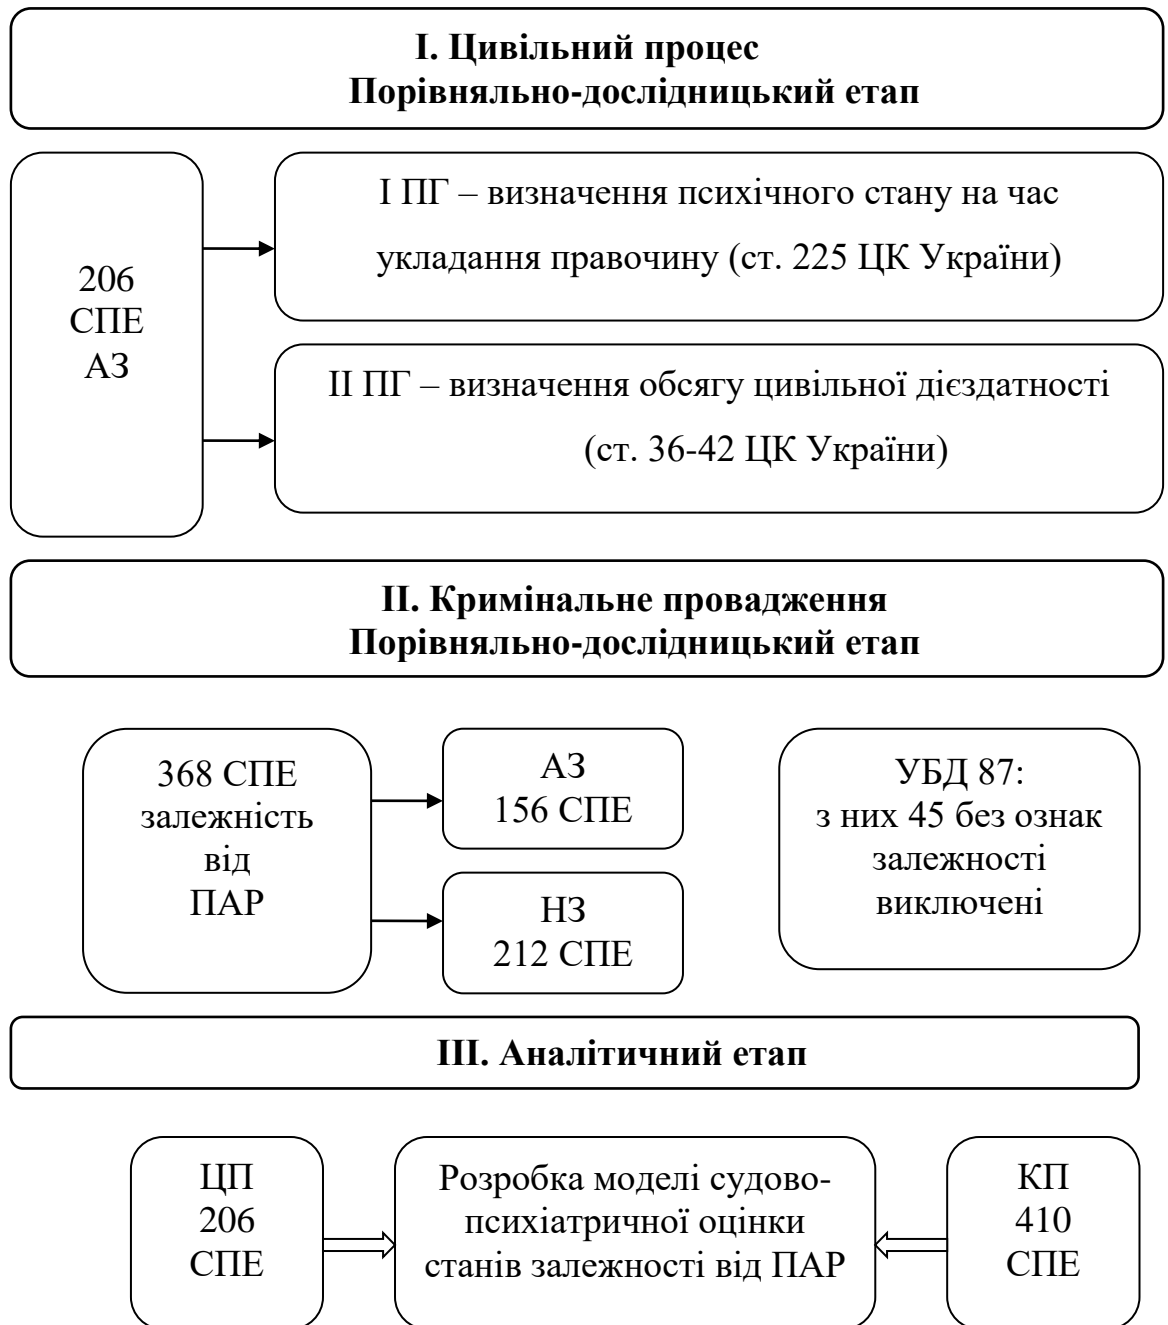 І. Цивільний процес
Порівняльно-дослідницький етап
206
СПЕ
АЗ
І ПГ – визначення психічного стану на час
укладання правочину (ст. 225 ЦК України)
ІІ ПГ – визначення обсягу цивільної дієздатності
(ст. 36-42 ЦК України)
ІІ. Кримінальне провадження
Порівняльно-дослідницький етап
368 СПЕ
залежність
від
ПАР
АЗ
156 СПЕ
НЗ
212 СПЕ
УБД 87:
з них 45 без ознак
залежності
виключені
ІІІ. Аналітичний етап
ЦП
206
СПЕ
Розробка моделі судово-
психіатричної оцінки
станів залежності від ПАР
КП
410
СПЕ